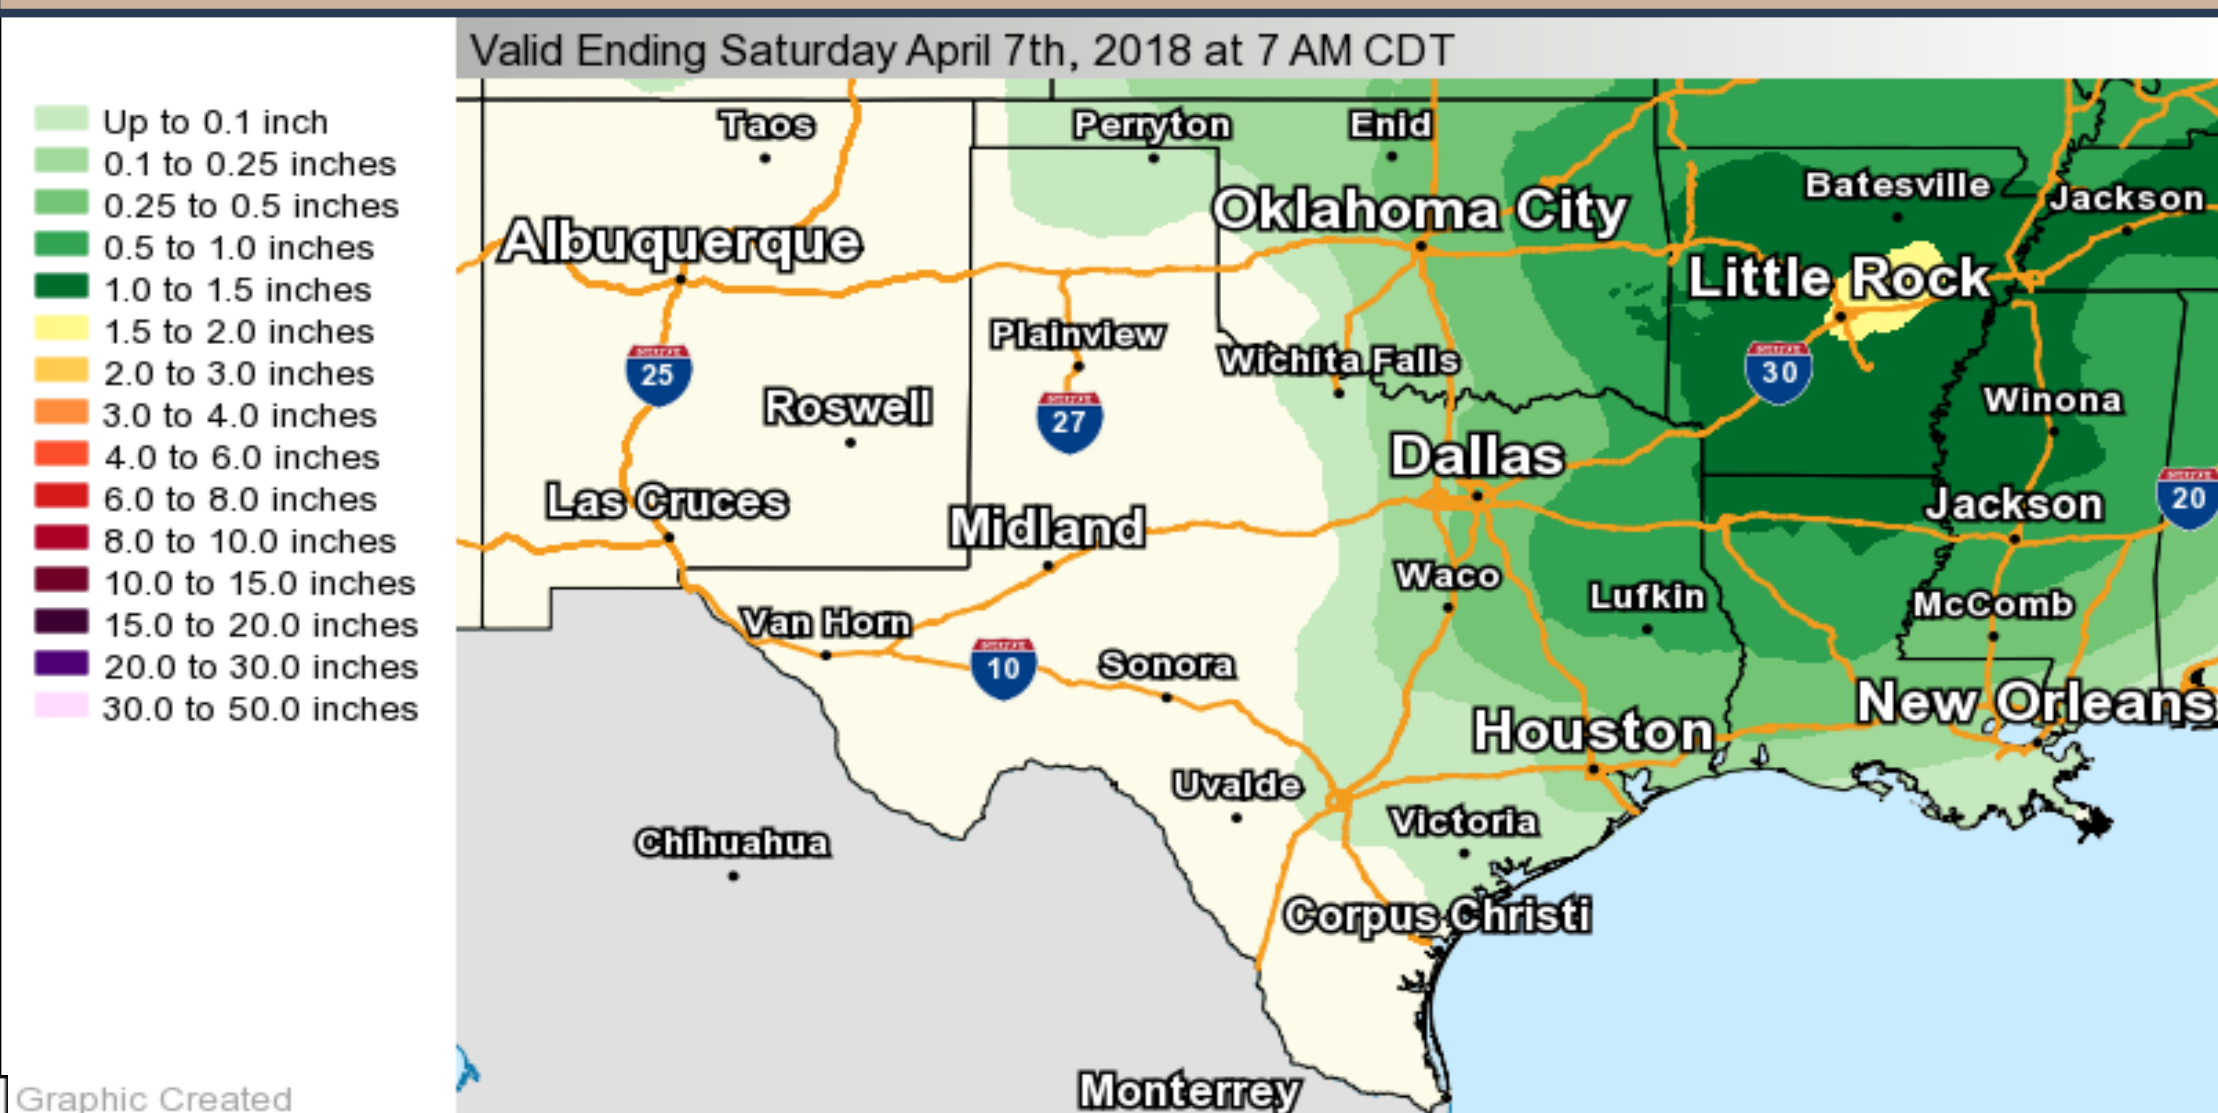 Valid Ending Saturday April 7th, 2018 at 7 AM CDT
Up to 0.1 inch
0.1 to 0.25 inches
0.25 to 0.5 inches
0.5 to 1.0 inches
1.0 to 1.5 inches
1.5 to 2.0 inches
2.0 to 3.0 inches
3.0 to 4.0 inches
4.0 to 6.0 inches
6.0 to 8.0 inches
8.0 to 10.0 inches
10.0 to 15.0 inches
15.0 to 20.0 inches
20.0 to 30.0 inches
30.0 to 50.0 inches
Graphic Created
Taos
Perryton
Enid
Batesville
Jackson
Oklahoma City
Albuquerque
Little Rock
Plainview
Wichita Falls
25
30
Roswell
27
Winona
Dallas
Las Cruces
20
Midland
Jackson
Waco
Lufkin
McComb
Van Horn
10
Sonora
New Orleans
Houston
Uvalde
Victoria
Chihuahua
Corpus Christi
Monterrey